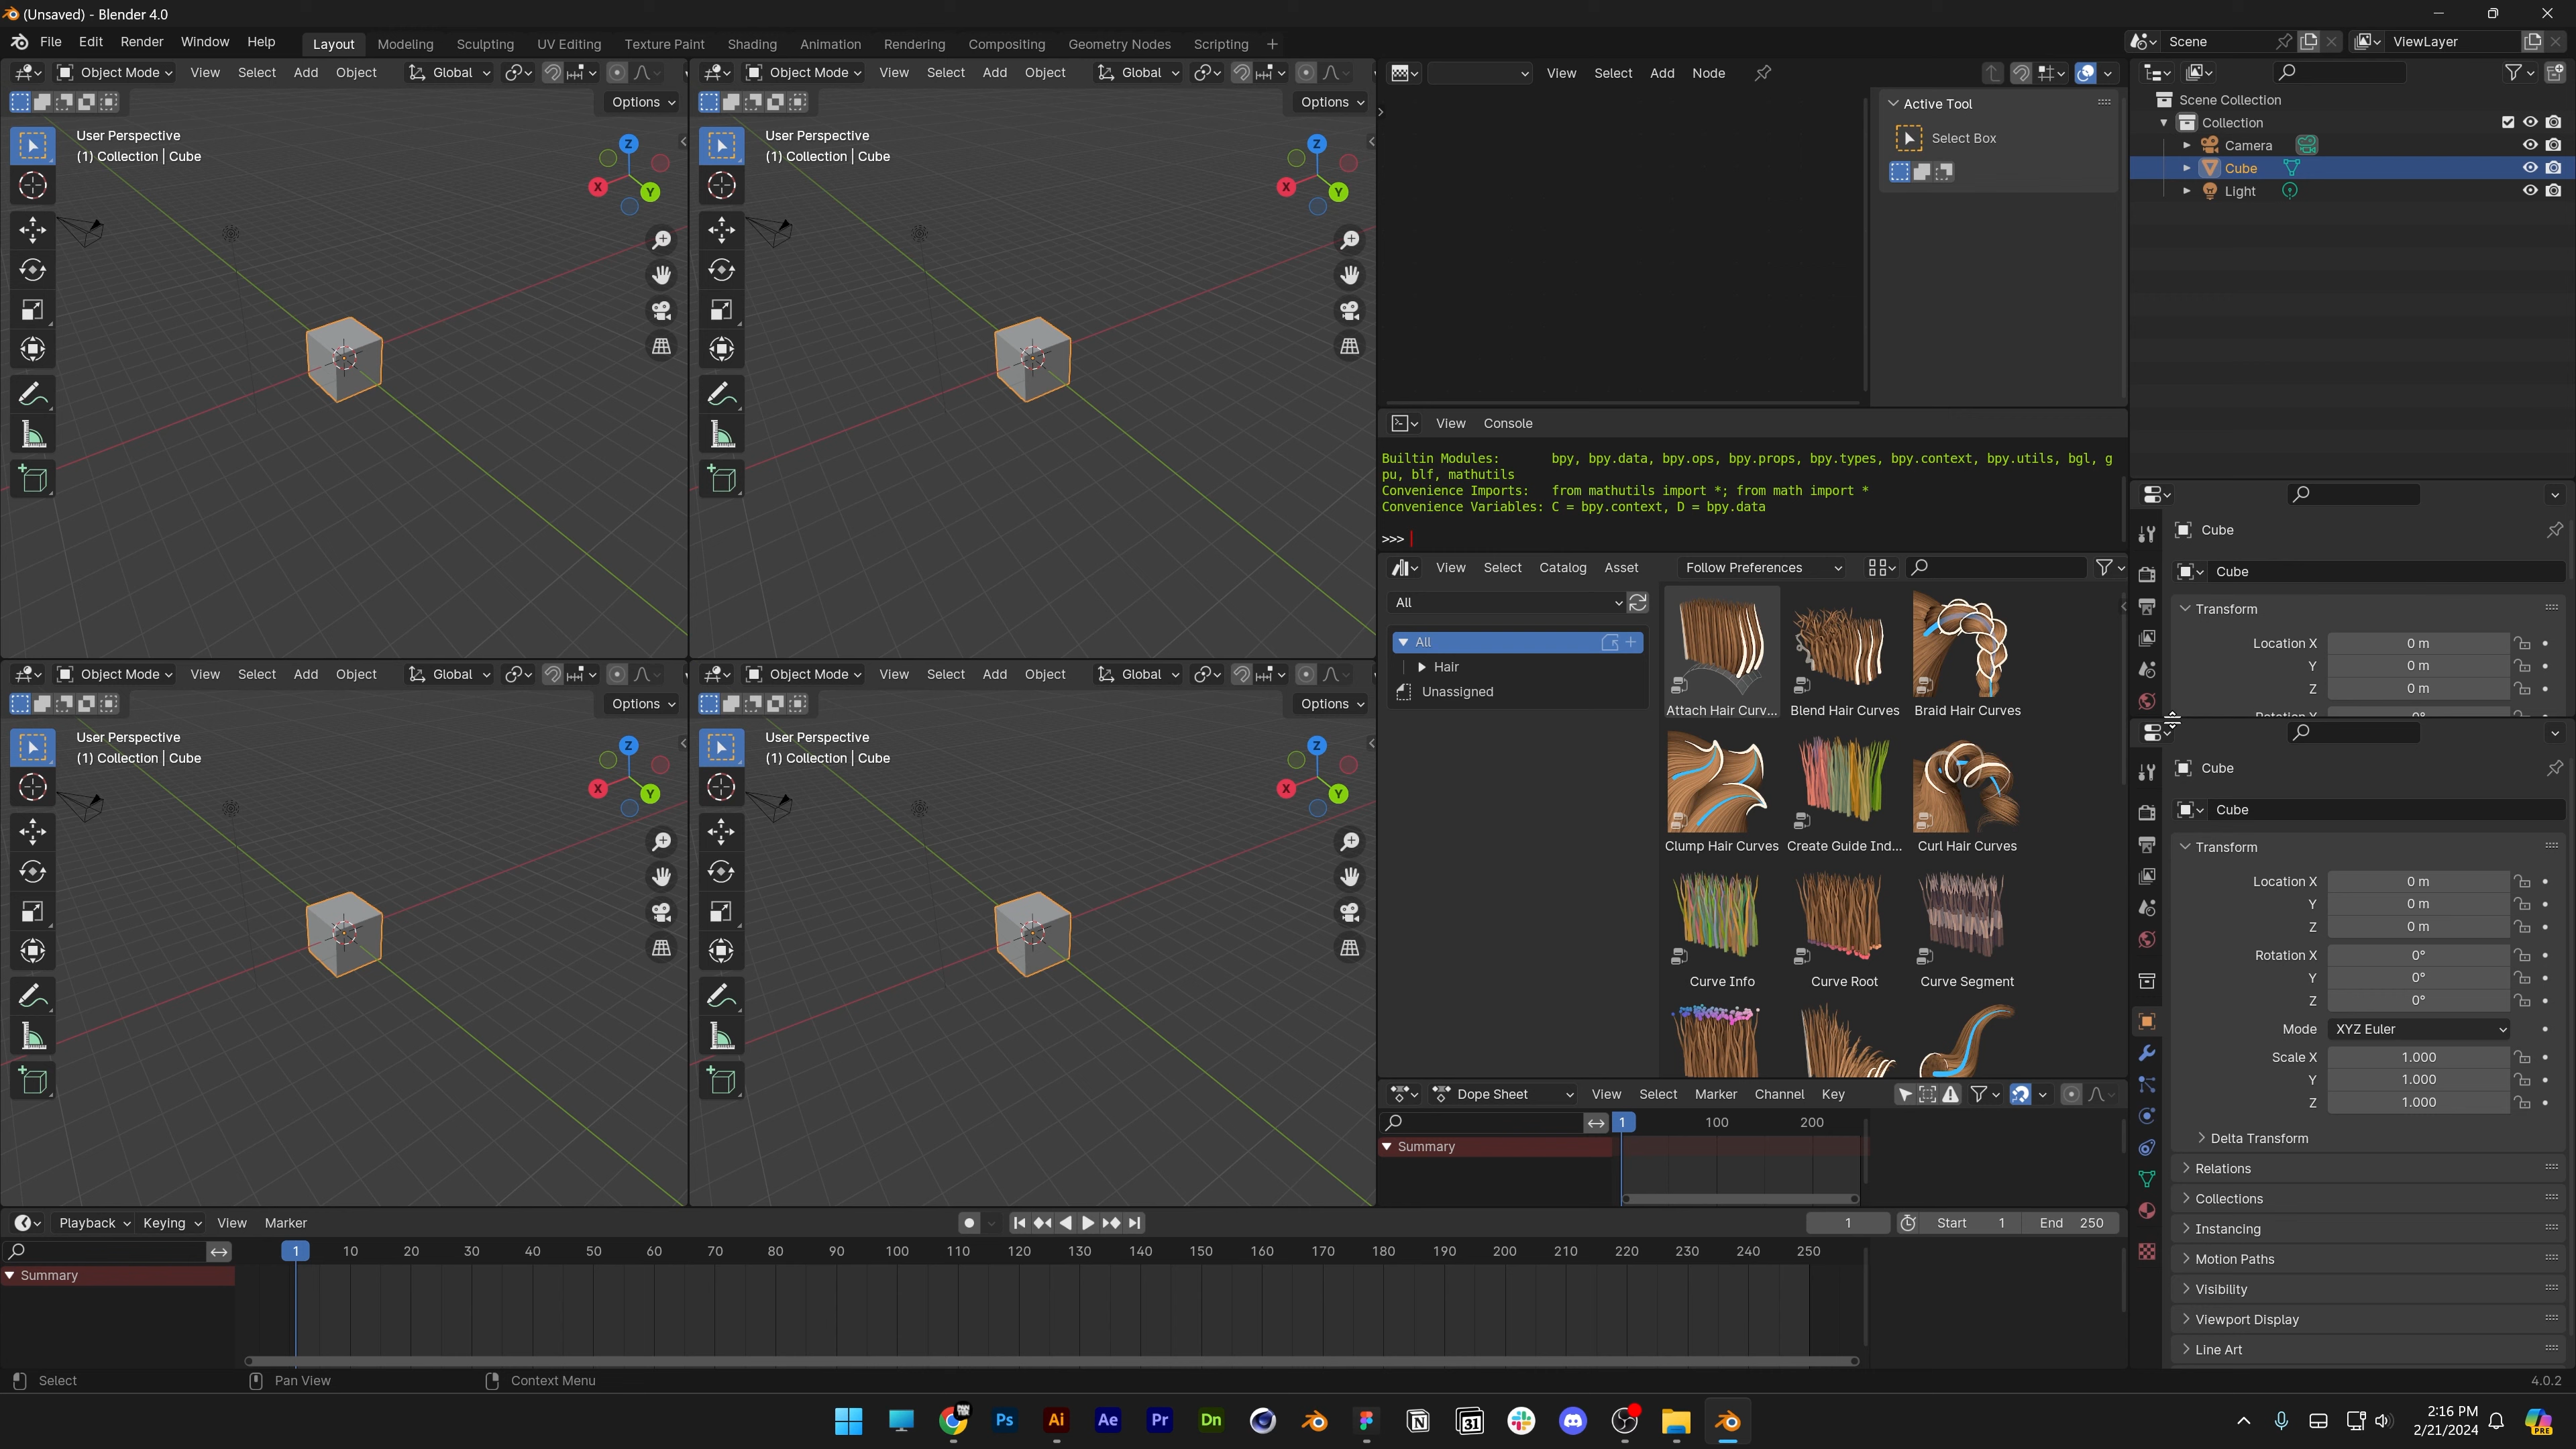 (Unsaved) - Blender 4.0
File Edit Render Window Help Layout Modeling Sculpting UV Editing Texture Paint Shading Animation Rendering Compositing Geometry Nodes Scripting + Scene ViewLayer
Object Mode View Select Add Object Global
Options
User Perspective
(1) Collection | Cube
Z
X
Y
Object Mode View Select Add Object Global
Options
User Perspective
(1) Collection | Cube
Z
X
Y
Object Mode View Select Add Object Global
Options
User Perspective
(1) Collection | Cube
Z
X
Y
Object Mode View Select Add Object Global
Options
User Perspective
(1) Collection | Cube
Z
X
Y
View Select Add Node
Active Tool
Select Box
View Console
Builtin Modules: bpy, bpy.data, bpy.ops, bpy.props, bpy.types, bpy.context, bpy.utils, bgl, g
pu, blf, mathutils
Convenience Imports: from mathutils import *; from math import *
Convenience Variables: C = bpy.context, D = bpy.data
>>>
View Select Catalog Asset Follow Preferences
All
All
Hair
Unassigned
Attach Hair Curv... Blend Hair Curves Braid Hair Curves
Clump Hair Curves Create Guide Ind... Curl Hair Curves
Curve Info Curve Root Curve Segment
Dope Sheet View Select Marker Channel Key
1 100 200
Summary
Scene Collection
Collection
Camera
Cube
Light
Cube
Cube
Transform
Location X 0 m
Y 0 m
Z 0 m
Rotation X 0°
Cube
Cube
Transform
Location X 0 m
Y 0 m
Z 0 m
Rotation X 0°
Y 0°
Z 0°
Mode XYZ Euler
Scale X 1.000
Y 1.000
Z 1.000
Delta Transform
Relations
Collections
Instancing
Motion Paths
Visibility
Viewport Display
Line Art
Playback Keying View Marker 1 Start 1 End 250
1 10 20 30 40 50 60 70 80 90 100 110 120 130 140 150 160 170 180 190 200 210 220 230 240 250
Summary
Select Pan View Context Menu 4.0.2
Ps Ai Ae Pr Dn 31
2:16 PM
2/21/2024
PRE